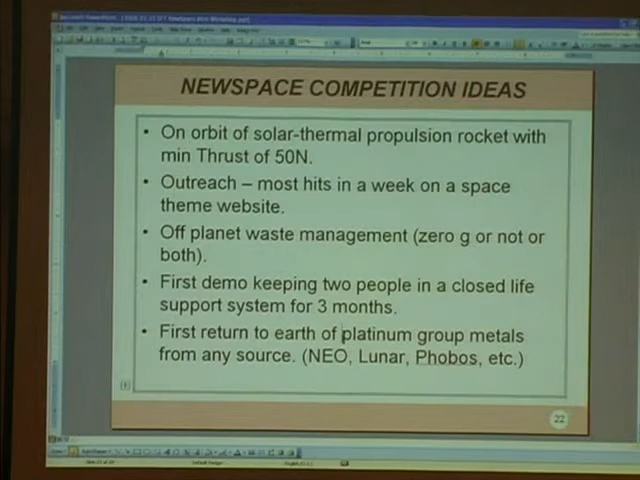 NEWSPACE COMPETITION IDEAS
• On orbit of solar-thermal propulsion rocket with
min Thrust of 50N.
• Outreach – most hits in a week on a space
theme website.
• Off planet waste management (zero g or not or
both).
• First demo keeping two people in a closed life
support system for 3 months.
• First return to earth of platinum group metals
from any source. (NEO, Lunar, Phobos, etc.)
22